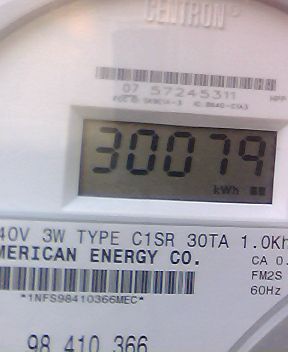 CENTRON®
07 57245311
30079
kWh
40V 3W TYPE C1SR 30TA 1.0Kh
MERICAN ENERGY CO.
CA 0.
FM2S
*1NFS98410366MEC*
60Hz
98 410 366